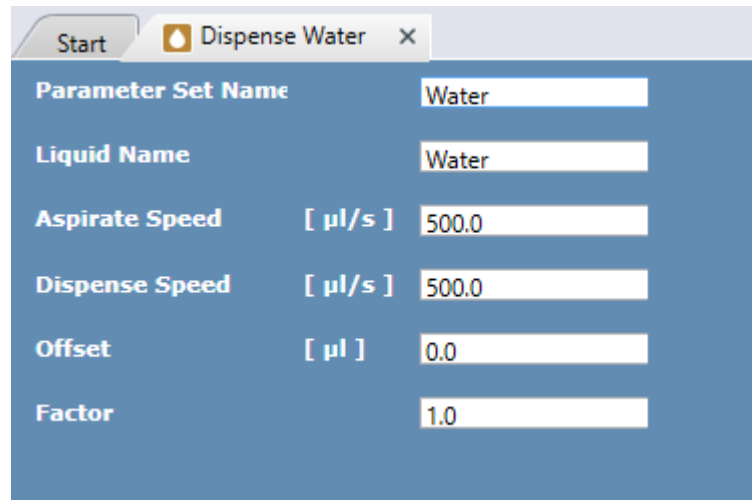 Start Dispense Water
Parameter Set Name Water
Liquid Name Water
Aspirate Speed [ µl/s ] 500.0
Dispense Speed [ µl/s ] 500.0
Offset [ µl ] 0.0
Factor 1.0